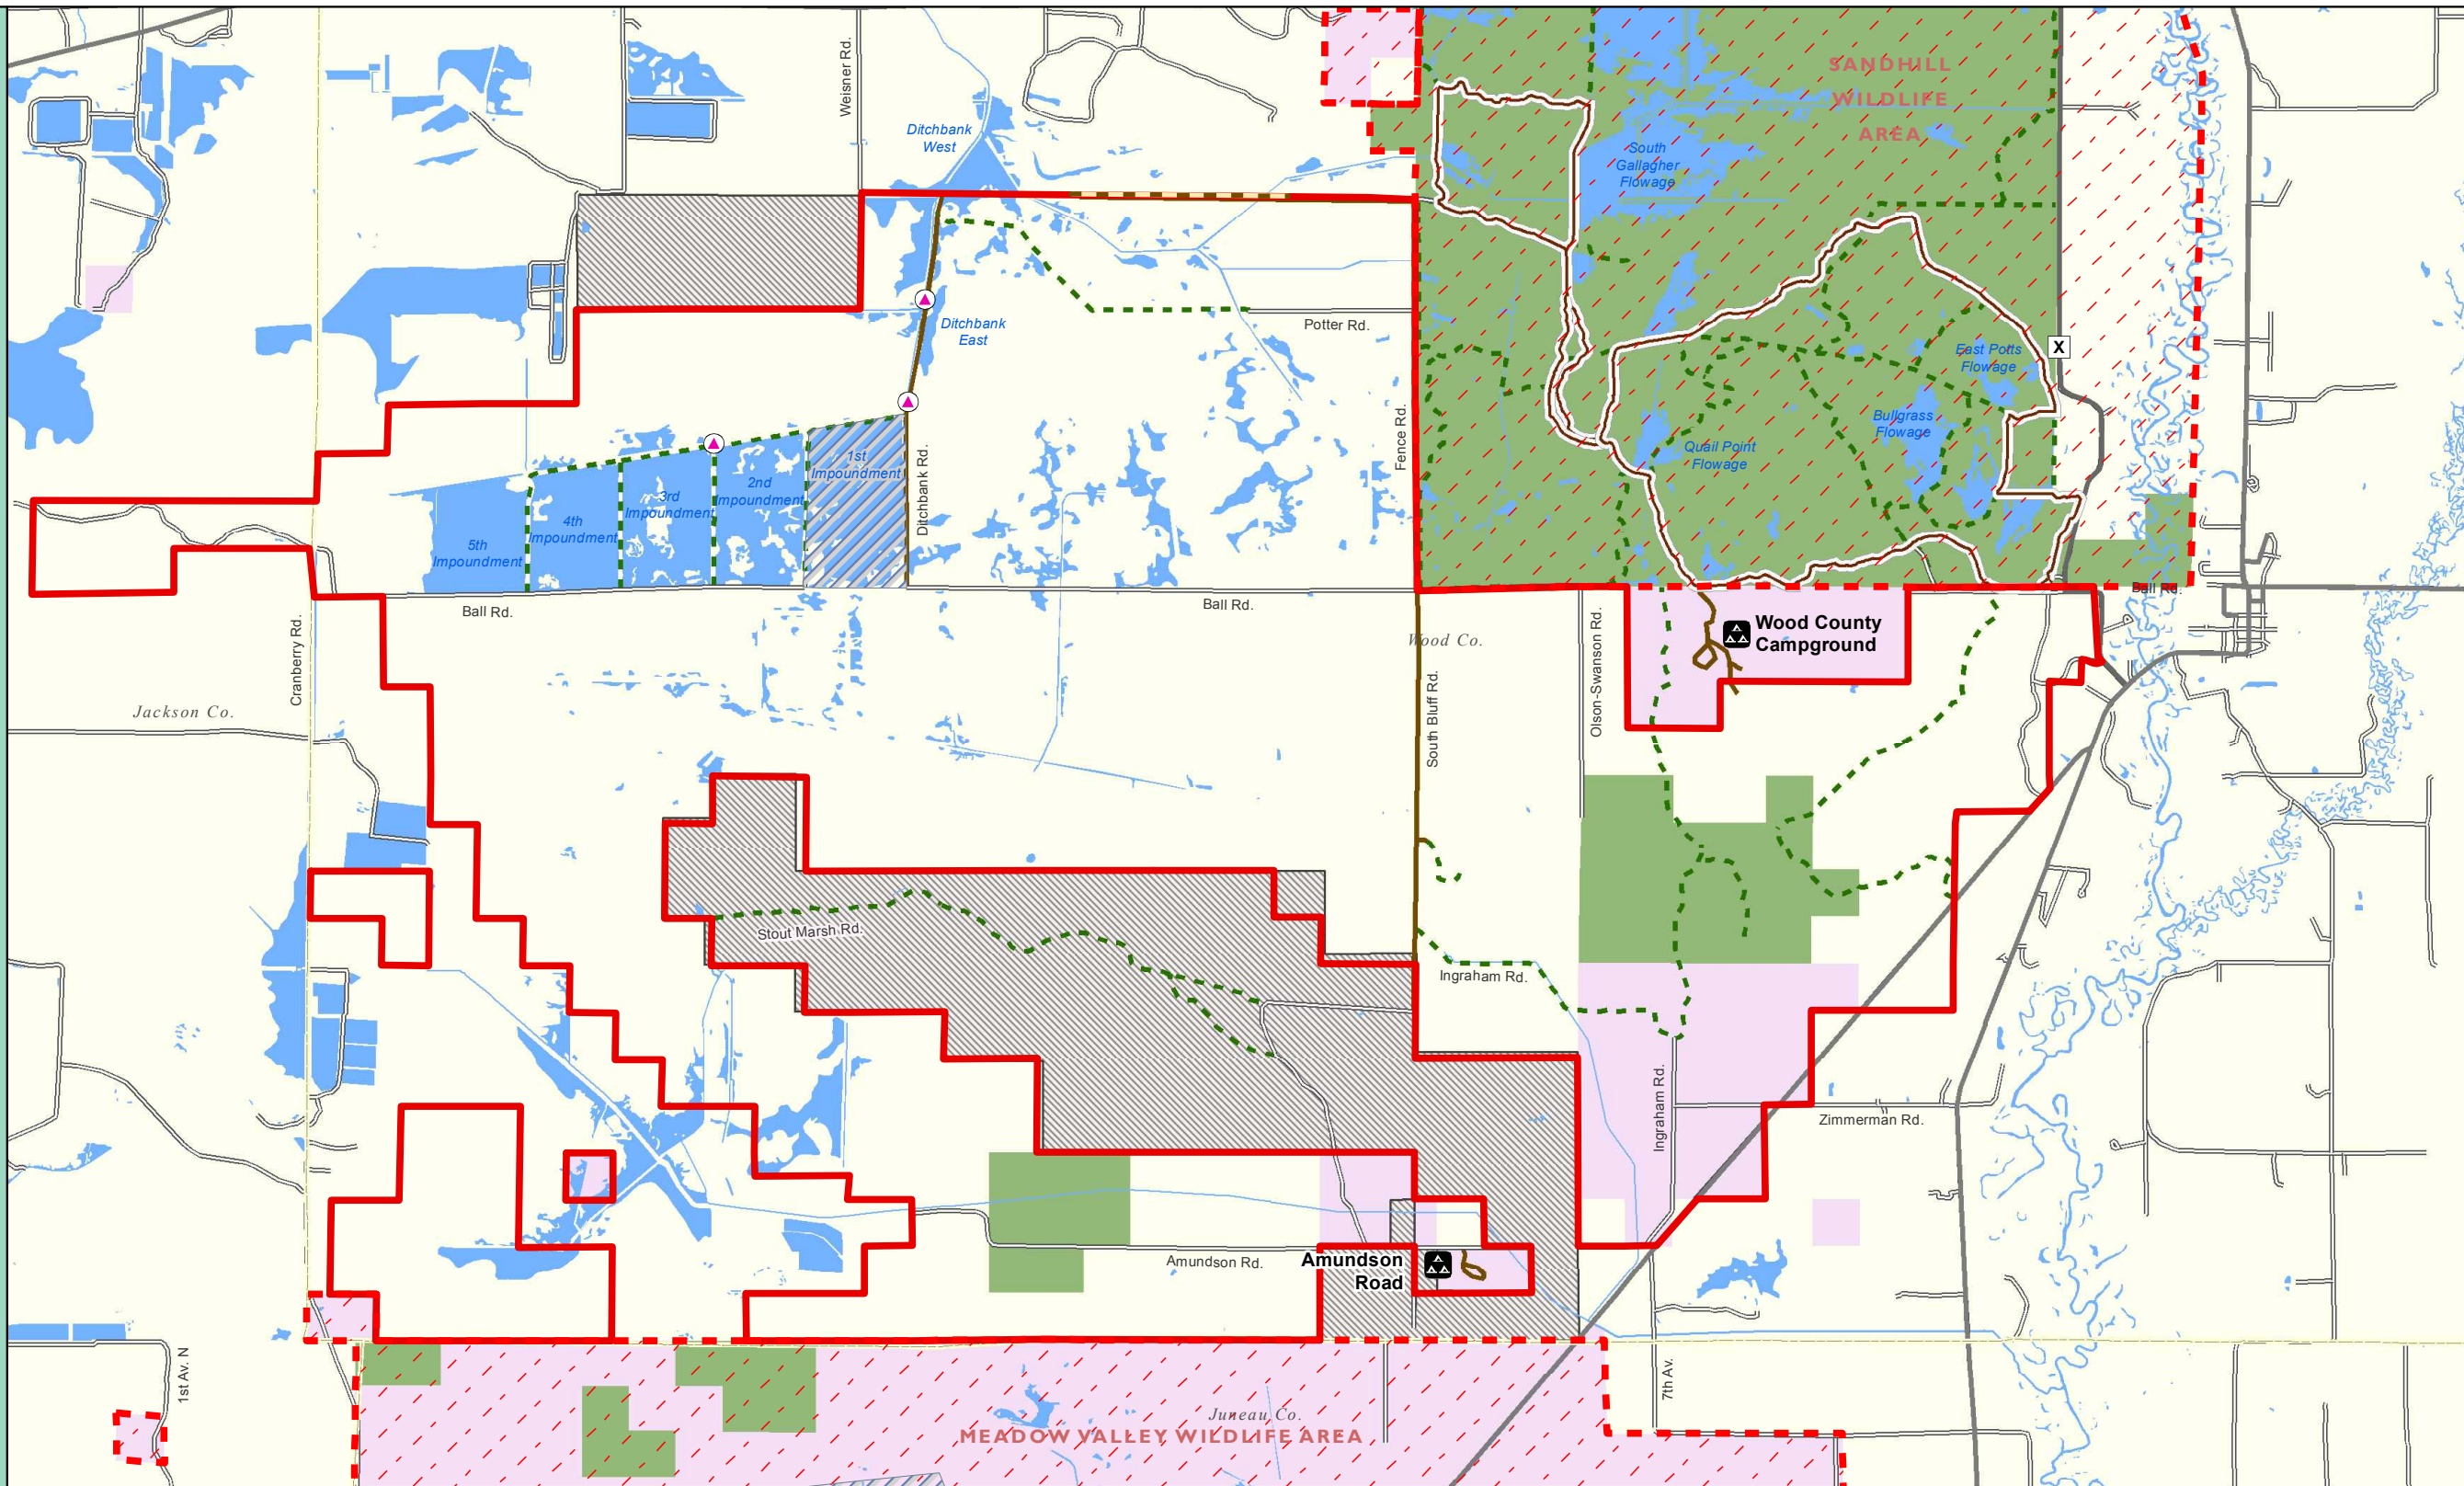 SANDHILL
WILDLIFE
AREA
Weisner Rd.
Ditchbank
West
South
Gallagher
Flowage
Ditchbank
East
Potter Rd.
X
East Potts
Flowage
Bullgrass
Flowage
Quail Point
Flowage
Fence Rd.
1st
Impoundment
2nd
Impoundment
3rd
Impoundment
4th
Impoundment
5th
Impoundment
Ditchbank Rd.
Ball Rd.
Ball Rd.
Ball Rd.
Cranberry Rd.
Wood Co.
Wood County
Campground
Olson-Swanson Rd.
South Bluff Rd.
Jackson Co.
Stout Marsh Rd.
Ingraham Rd.
Ingraham Rd.
Zimmerman Rd.
Amundson Rd.
Amundson
Road
1st Av. N
7th Av.
Juneau Co.
MEADOW VALLEY WILDLIFE AREA